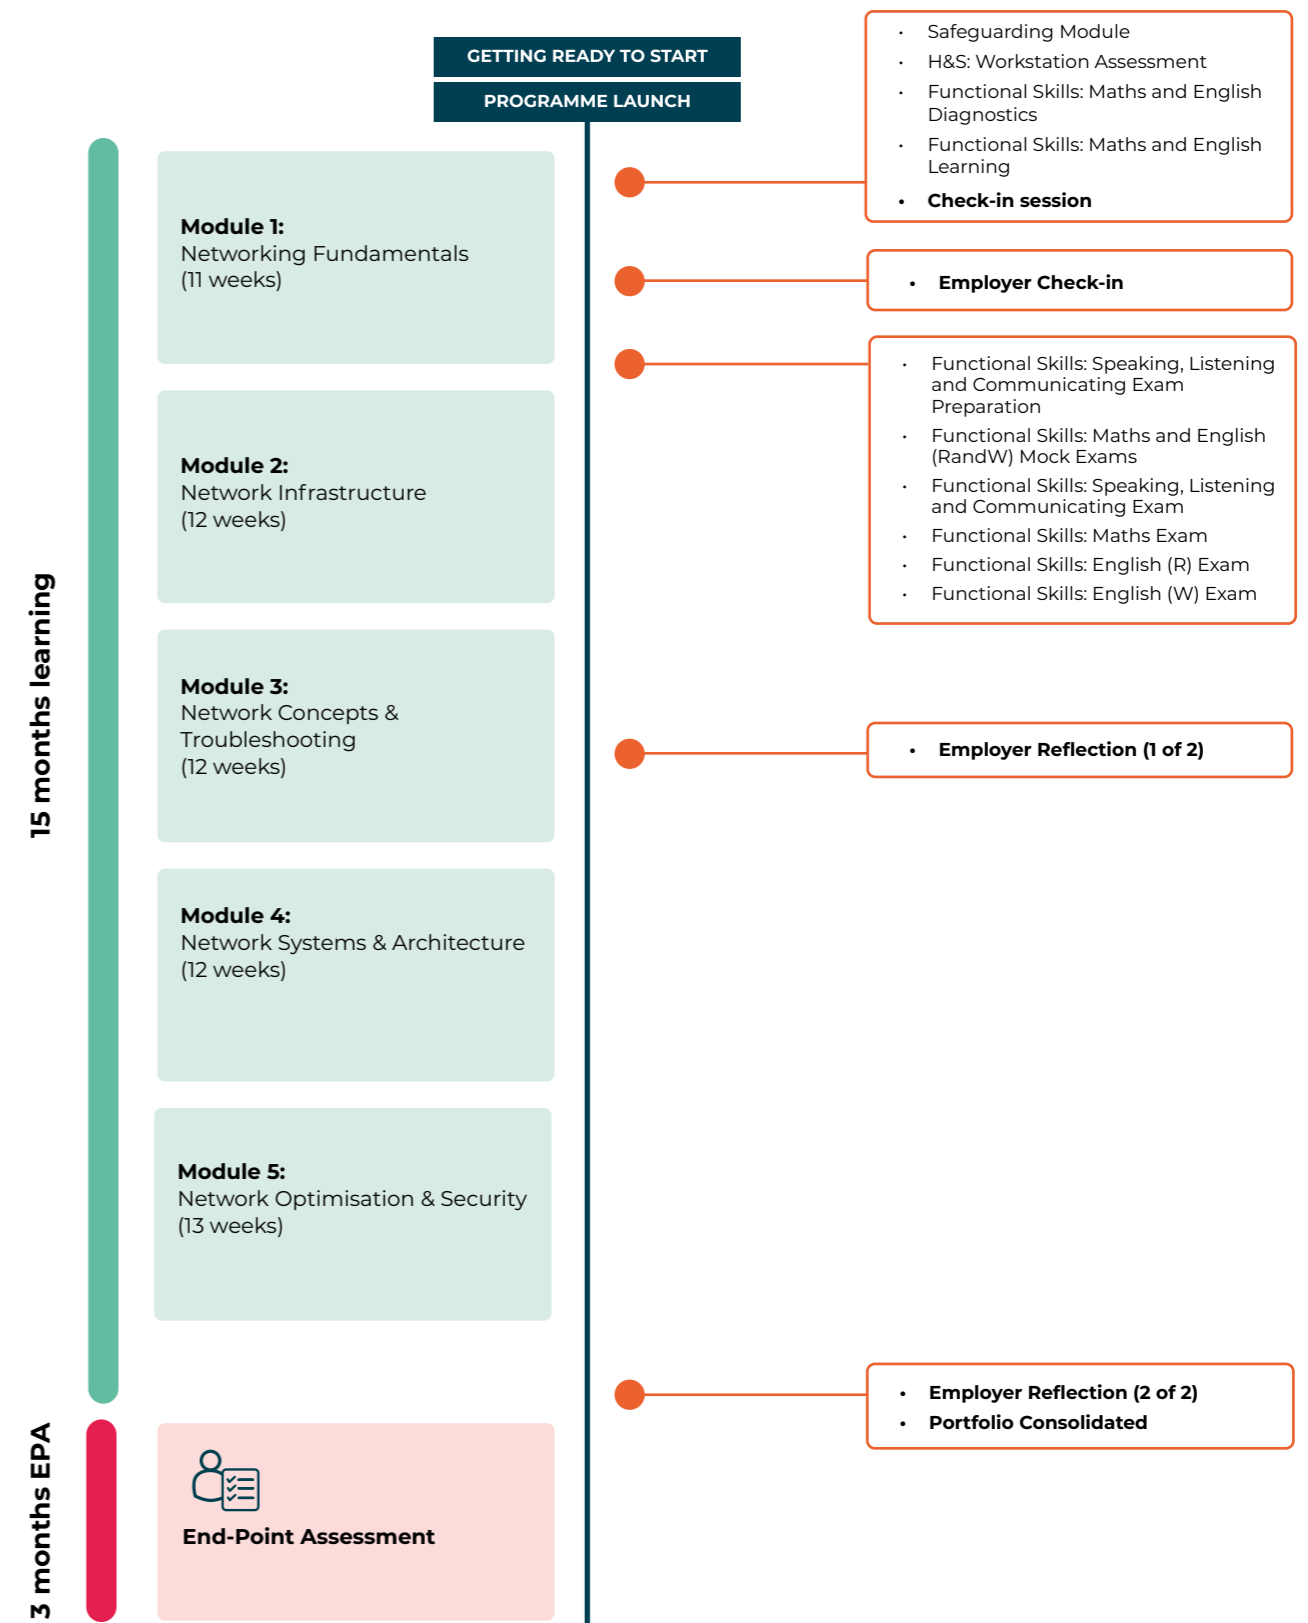 GETTING READY TO START
PROGRAMME LAUNCH
15 months learning
Module 1:
Networking Fundamentals
(11 weeks)
• Safeguarding Module
• H&S: Workstation Assessment
• Functional Skills: Maths and English
Diagnostics
• Functional Skills: Maths and English
Learning
• Check-in session
• Employer Check-in
Module 2:
Network Infrastructure
(12 weeks)
• Functional Skills: Speaking, Listening
and Communicating Exam
Preparation
• Functional Skills: Maths and English
(RandW) Mock Exams
• Functional Skills: Speaking, Listening
and Communicating Exam
• Functional Skills: Maths Exam
• Functional Skills: English (R) Exam
• Functional Skills: English (W) Exam
Module 3:
Network Concepts &
Troubleshooting
(12 weeks)
• Employer Reflection (1 of 2)
Module 4:
Network Systems & Architecture
(12 weeks)
Module 5:
Network Optimisation & Security
(13 weeks)
• Employer Reflection (2 of 2)
• Portfolio Consolidated
3 months EPA
End-Point Assessment